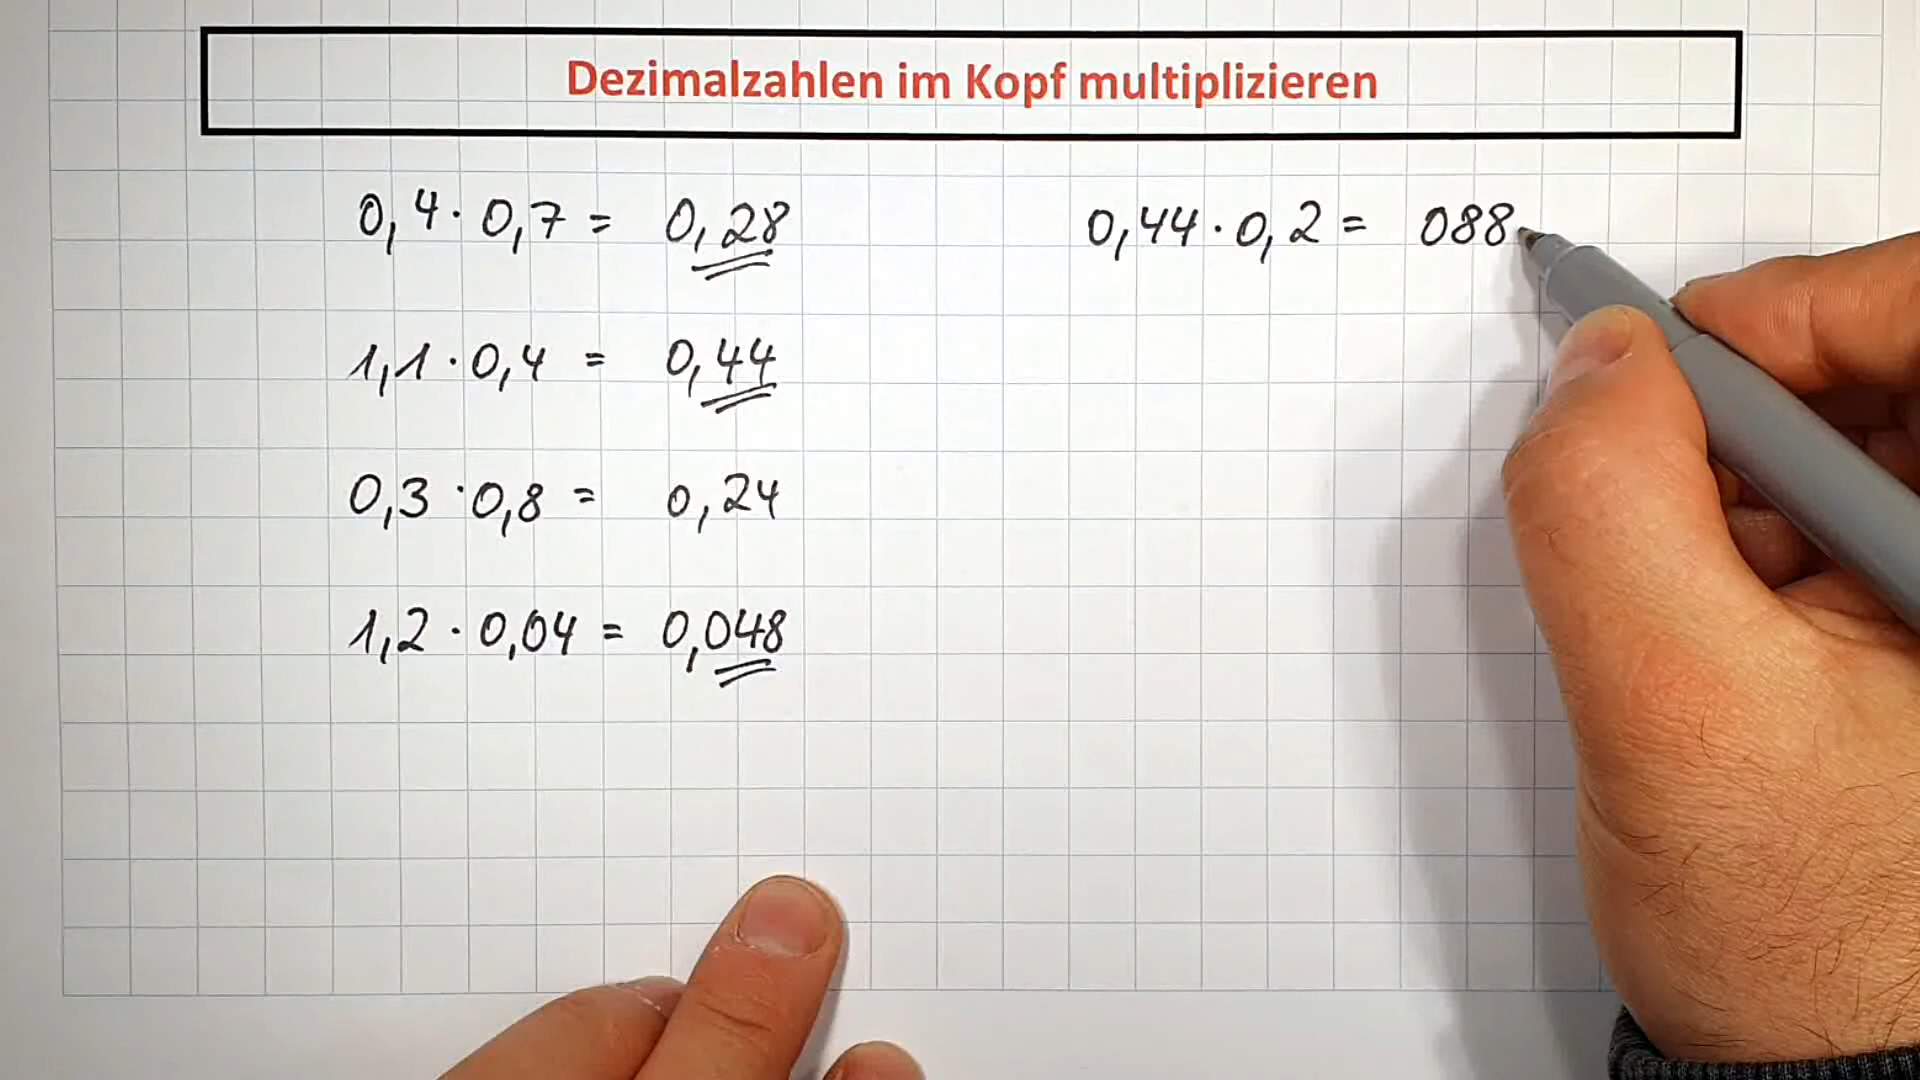 Dezimalzahlen im Kopf multiplizieren
0,4 · 0,7 = 0,28
1,1 · 0,4 = 0,44
0,3 · 0,8 = 0,24
1,2 · 0,04 = 0,048
0,44 · 0,2 = 088